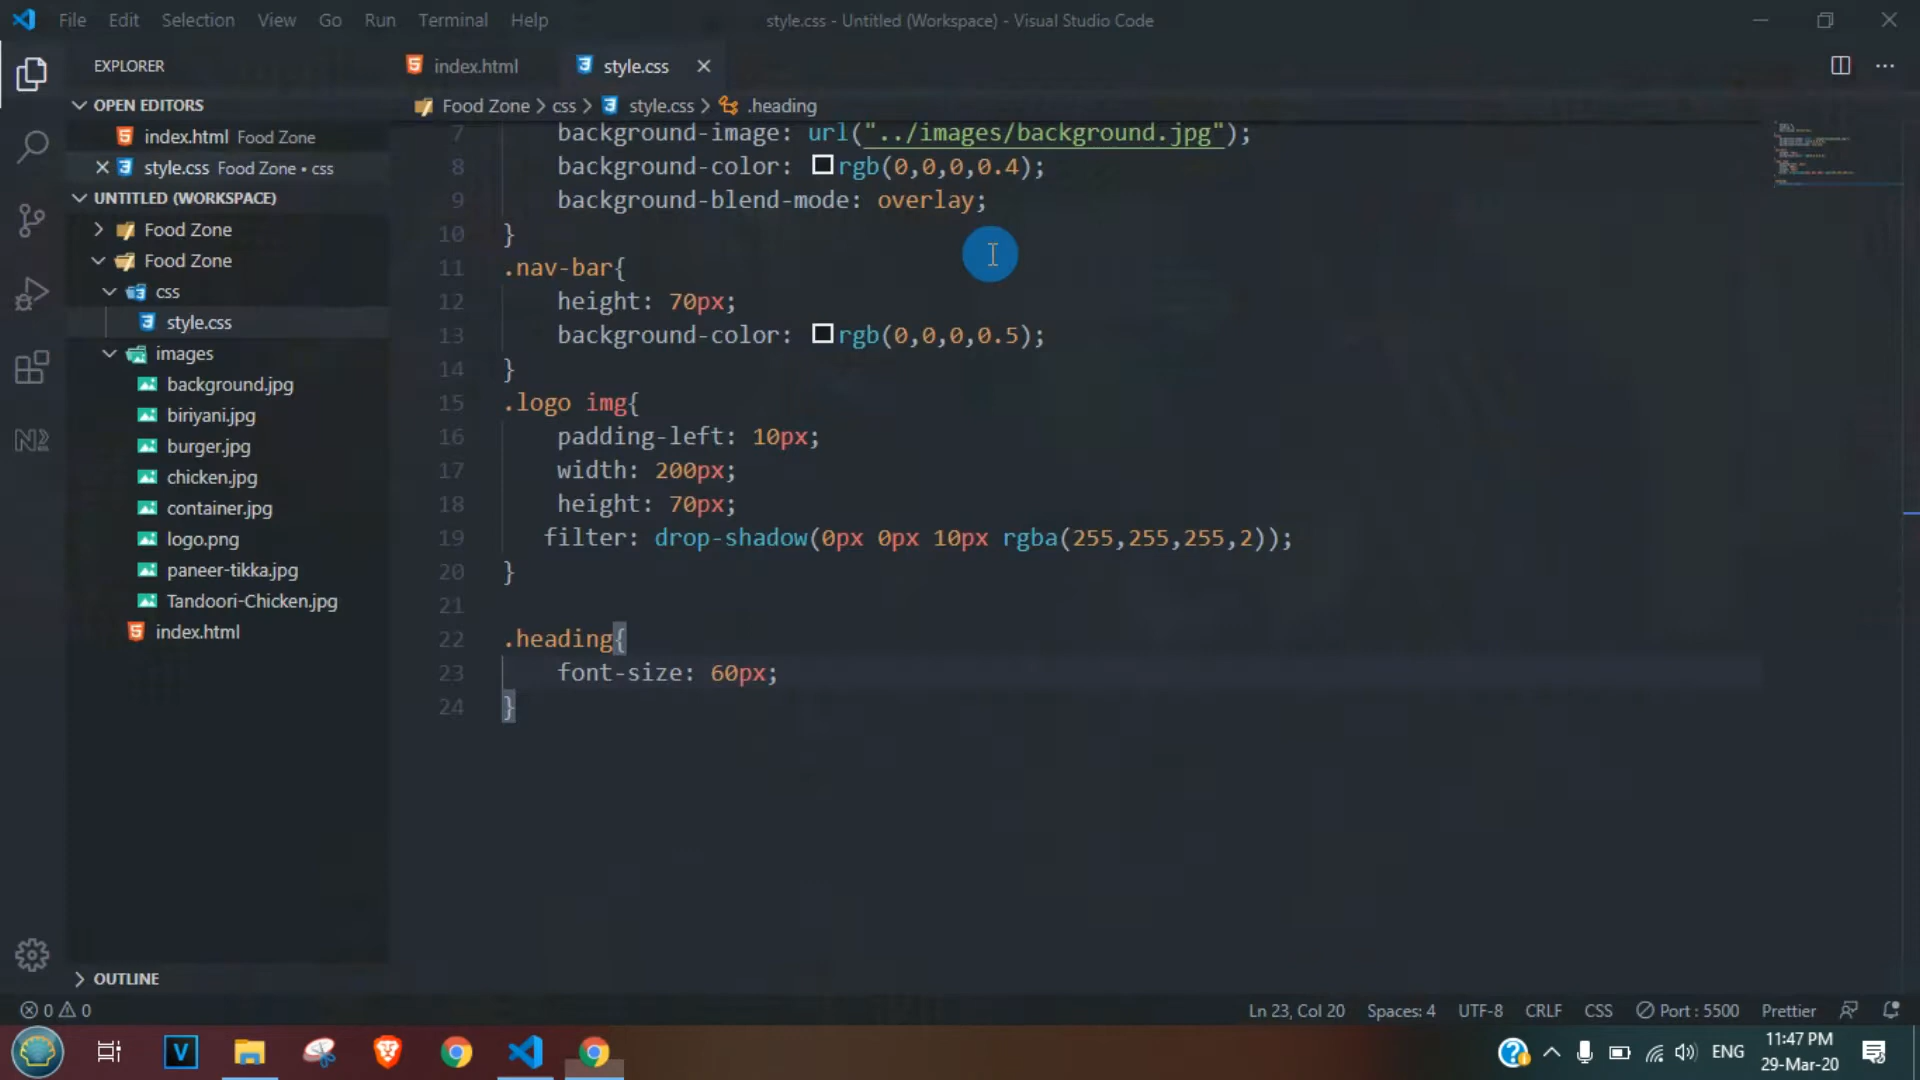 File Edit Selection View Go Run Terminal Help
style.css - Untitled (Workspace) - Visual Studio Code
EXPLORER
index.html
style.css
OPEN EDITORS
index.html Food Zone
style.css Food Zone • css
UNTITLED (WORKSPACE)
Food Zone
Food Zone
css
style.css
images
background.jpg
biriyani.jpg
burger.jpg
chicken.jpg
container.jpg
logo.png
paneer-tikka.jpg
Tandoori-Chicken.jpg
index.html
OUTLINE
Food Zone > css > style.css > .heading
7 background-image: url("../images/background.jpg");
8 background-color: rgb(0,0,0,0.4);
9 background-blend-mode: overlay;
10 }
11 .nav-bar{
12 height: 70px;
13 background-color: rgb(0,0,0,0.5);
14 }
15 .logo img{
16 padding-left: 10px;
17 width: 200px;
18 height: 70px;
19 filter: drop-shadow(0px 0px 10px rgba(255,255,255,2));
20 }
21
22 .heading{
23 font-size: 60px;
24 }
0 0
Ln 23, Col 20 Spaces: 4 UTF-8 CRLF CSS Port : 5500 Prettier
V
ENG
11:47 PM
29-Mar-20